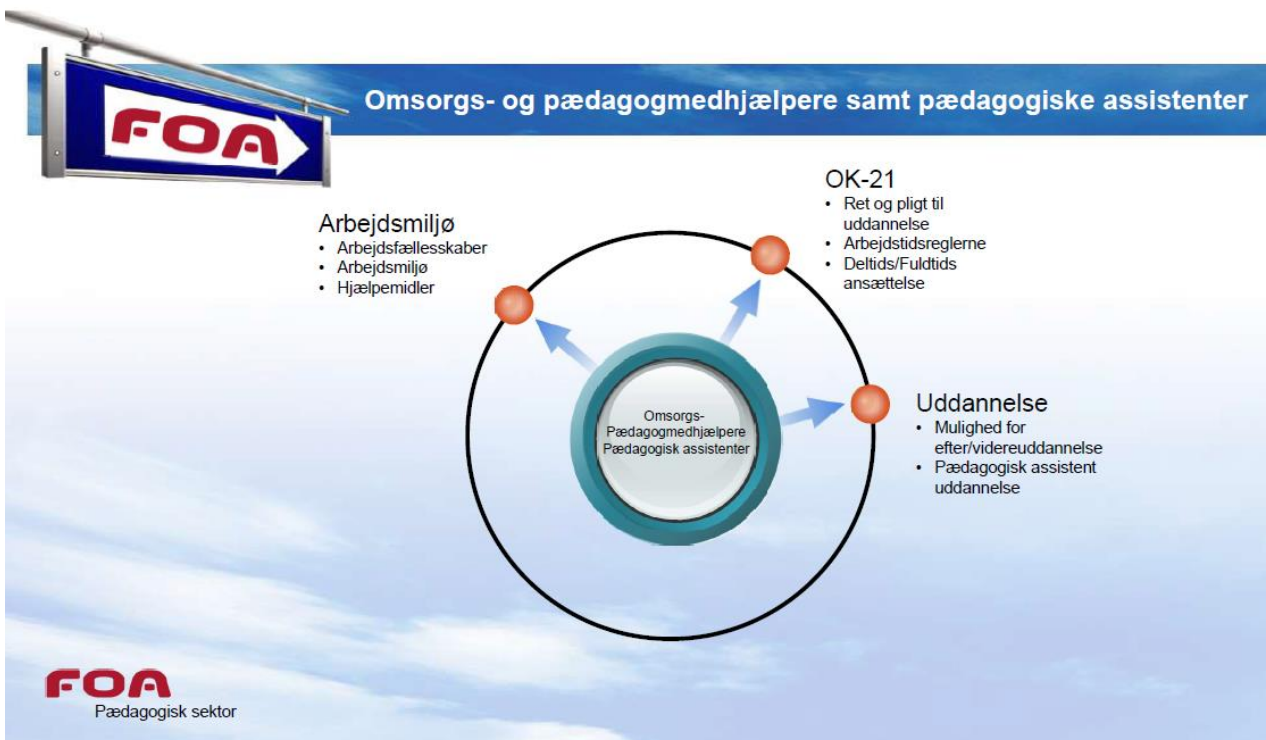 FOA
Omsorgs- og pædagogmedhjælpere samt pædagogiske assistenter
Arbejdsmiljø
• Arbejdsfællesskaber
• Arbejdsmiljø
• Hjælpemidler
OK-21
• Ret og pligt til
uddannelse
• Arbejdstidsreglerne
• Deltids/Fuldtids
ansættelse
Omsorgs-
Pædagogmedhjælpere
Pædagogisk assistenter
Uddannelse
• Mulighed for
efter/videreuddannelse
• Pædagogisk assistent
uddannelse
FOA
Pædagogisk sektor